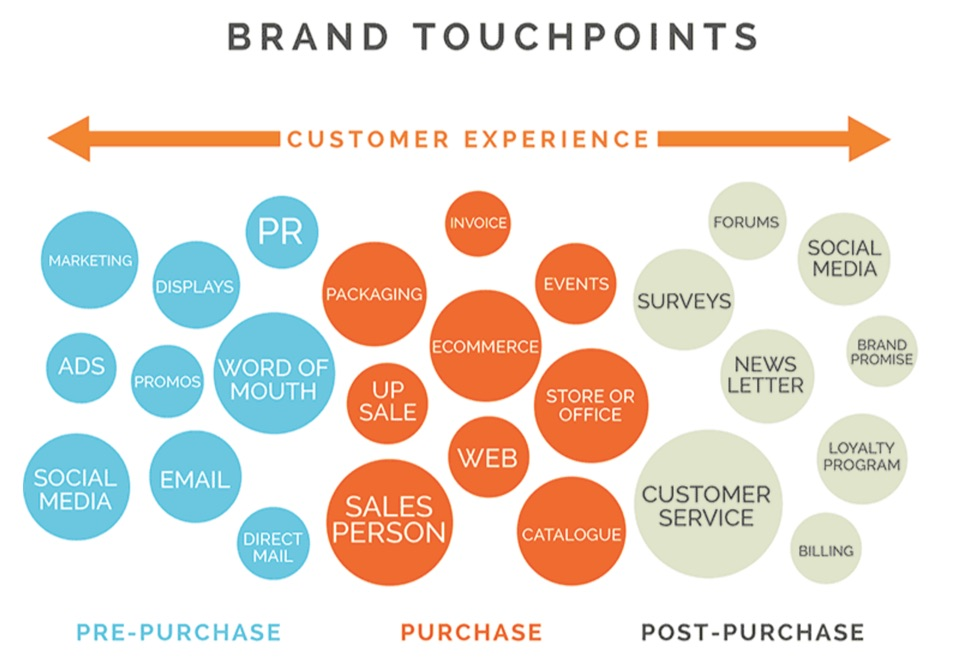 BRAND TOUCHPOINTS
CUSTOMER EXPERIENCE
MARKETING
DISPLAYS
PR
ADS
PROMOS
WORD OF
MOUTH
SOCIAL
MEDIA
EMAIL
DIRECT
MAIL
INVOICE
PACKAGING
EVENTS
ECOMMERCE
UP
SALE
STORE OR
OFFICE
WEB
SALES
PERSON
CATALOGUE
FORUMS
SOCIAL
MEDIA
SURVEYS
BRAND
PROMISE
NEWS
LETTER
LOYALTY
PROGRAM
CUSTOMER
SERVICE
BILLING
PRE-PURCHASE
PURCHASE
POST-PURCHASE